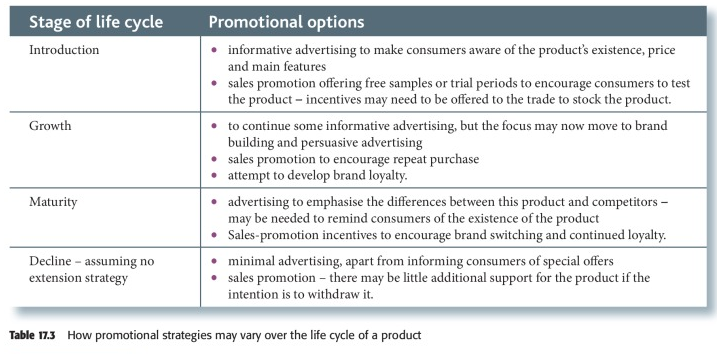 Stage of life cycle Promotional options
Introduction • informative advertising to make consumers aware of the product's existence, price
and main features
• sales promotion offering free samples or trial periods to encourage consumers to test
the product – incentives may need to be offered to the trade to stock the product.
Growth • to continue some informative advertising, but the focus may now move to brand
building and persuasive advertising
• sales promotion to encourage repeat purchase
• attempt to develop brand loyalty.
Maturity • advertising to emphasise the differences between this product and competitors –
may be needed to remind consumers of the existence of the product
• Sales-promotion incentives to encourage brand switching and continued loyalty.
Decline – assuming no • minimal advertising, apart from informing consumers of special offers
extension strategy • sales promotion – there may be little additional support for the product if the
intention is to withdraw it.
Table 17.3 How promotional strategies may vary over the life cycle of a product